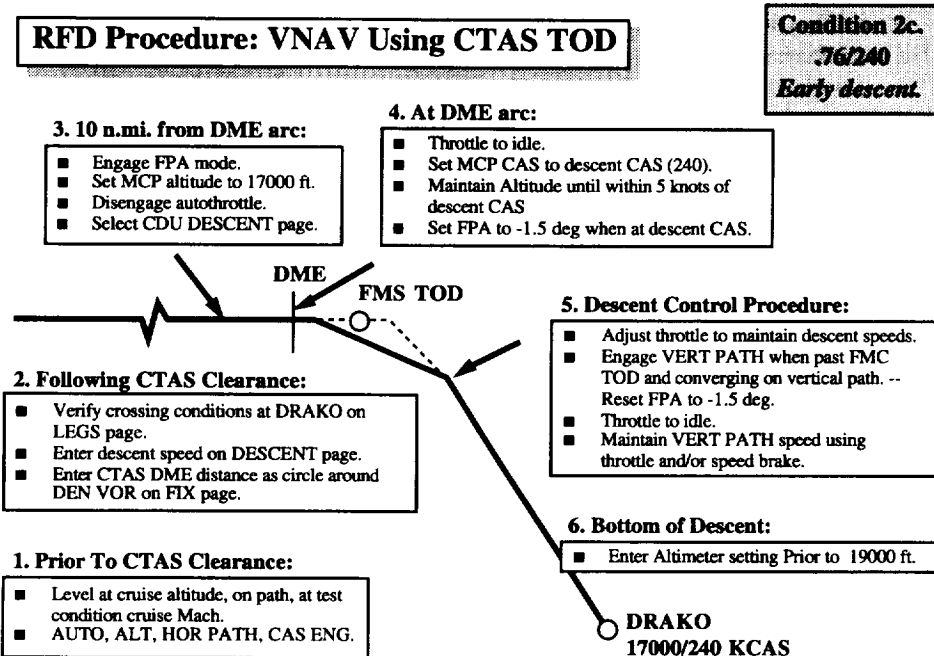 RFD Procedure: VNAV Using CTAS TOD
Condition 2c.
.76/240
Early descent.
3. 10 n.mi. from DME arc:
■ Engage FPA mode.
■ Set MCP altitude to 17000 ft.
■ Disengage autothrottle.
■ Select CDU DESCENT page.
4. At DME arc:
■ Throttle to idle.
■ Set MCP CAS to descent CAS (240).
■ Maintain Altitude until within 5 knots of
descent CAS
■ Set FPA to -1.5 deg when at descent CAS.
DME
FMS TOD
5. Descent Control Procedure:
■ Adjust throttle to maintain descent speeds.
■ Engage VERT PATH when past FMC
TOD and converging on vertical path. --
Reset FPA to -1.5 deg.
■ Throttle to idle.
■ Maintain VERT PATH speed using
throttle and/or speed brake.
2. Following CTAS Clearance:
■ Verify crossing conditions at DRAKO on
LEGS page.
■ Enter descent speed on DESCENT page.
■ Enter CTAS DME distance as circle around
DEN VOR on FIX page.
6. Bottom of Descent:
■ Enter Altimeter setting Prior to 19000 ft.
1. Prior To CTAS Clearance:
■ Level at cruise altitude, on path, at test
condition cruise Mach.
■ AUTO, ALT, HOR PATH, CAS ENG.
DRAKO
17000/240 KCAS